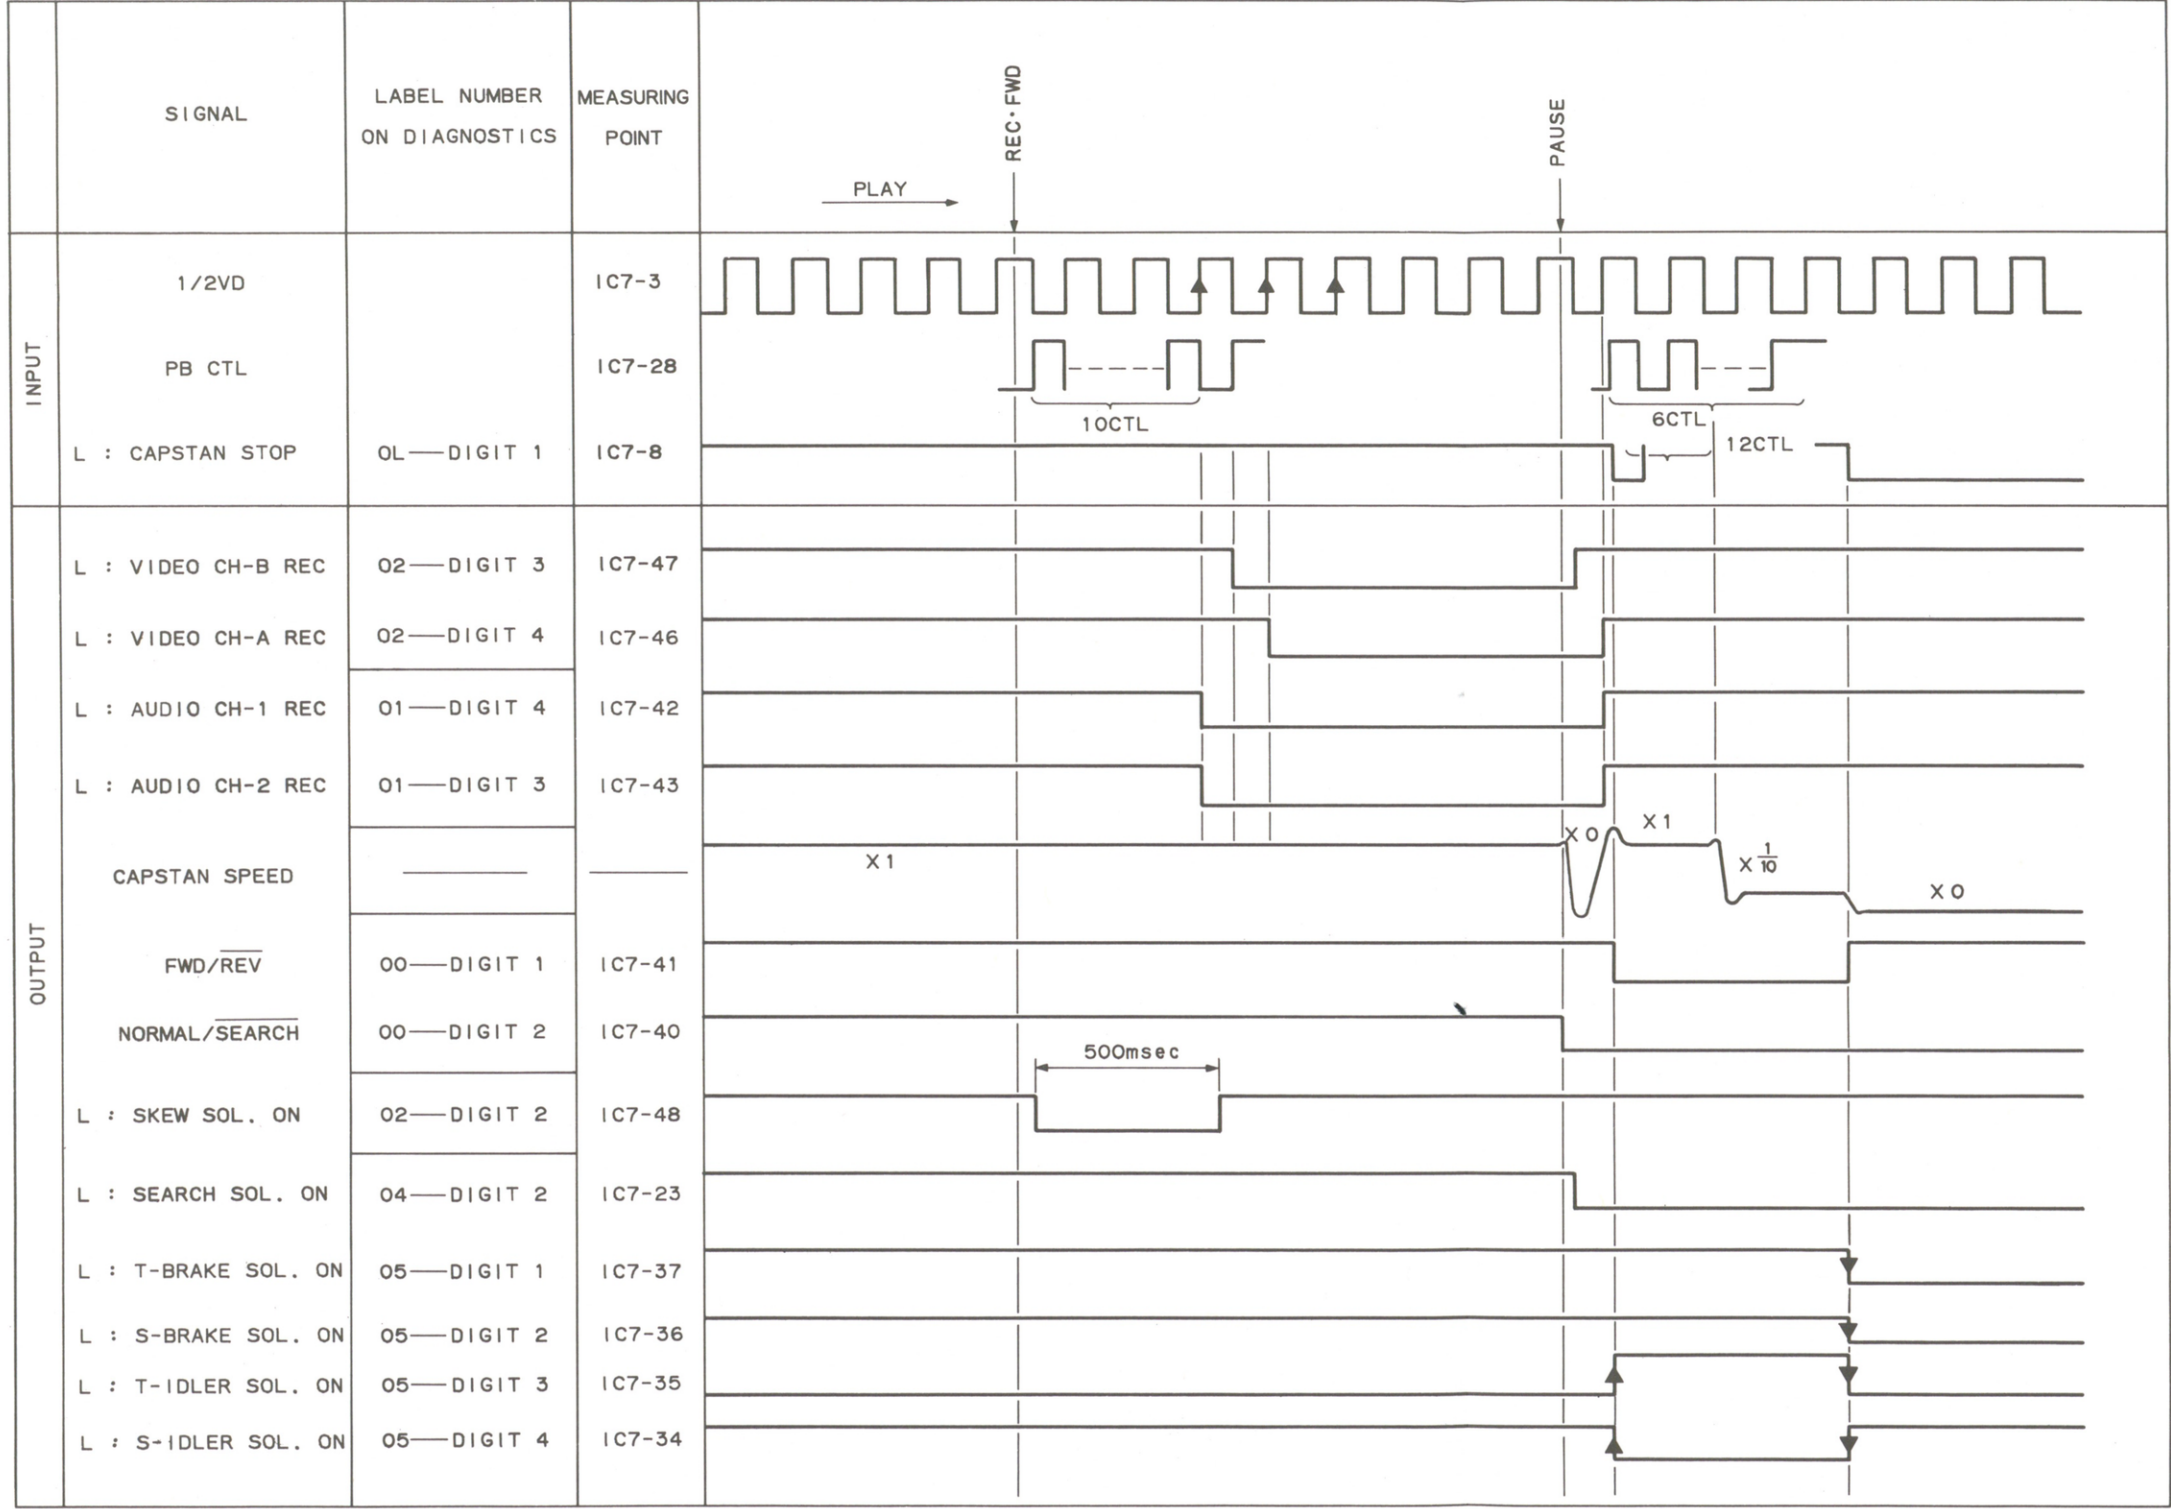 SIGNAL
LABEL NUMBER
ON DIAGNOSTICS
MEASURING
POINT
PLAY
REC·FWD
PAUSE
INPUT
1/2VD IC7-3
PB CTL IC7-28
10CTL
6CTL
12CTL
L : CAPSTAN STOP 0L—DIGIT 1 IC7-8
OUTPUT
L : VIDEO CH-B REC 02—DIGIT 3 IC7-47
L : VIDEO CH-A REC 02—DIGIT 4 IC7-46
L : AUDIO CH-1 REC 01—DIGIT 4 IC7-42
L : AUDIO CH-2 REC 01—DIGIT 3 IC7-43
CAPSTAN SPEED
X1
X0
X1
X 1/10
X0
FWD/REV 00—DIGIT 1 IC7-41
NORMAL/SEARCH 00—DIGIT 2 IC7-40
500msec
L : SKEW SOL. ON 02—DIGIT 2 IC7-48
L : SEARCH SOL. ON 04—DIGIT 2 IC7-23
L : T-BRAKE SOL. ON 05—DIGIT 1 IC7-37
L : S-BRAKE SOL. ON 05—DIGIT 2 IC7-36
L : T-IDLER SOL. ON 05—DIGIT 3 IC7-35
L : S-IDLER SOL. ON 05—DIGIT 4 IC7-34